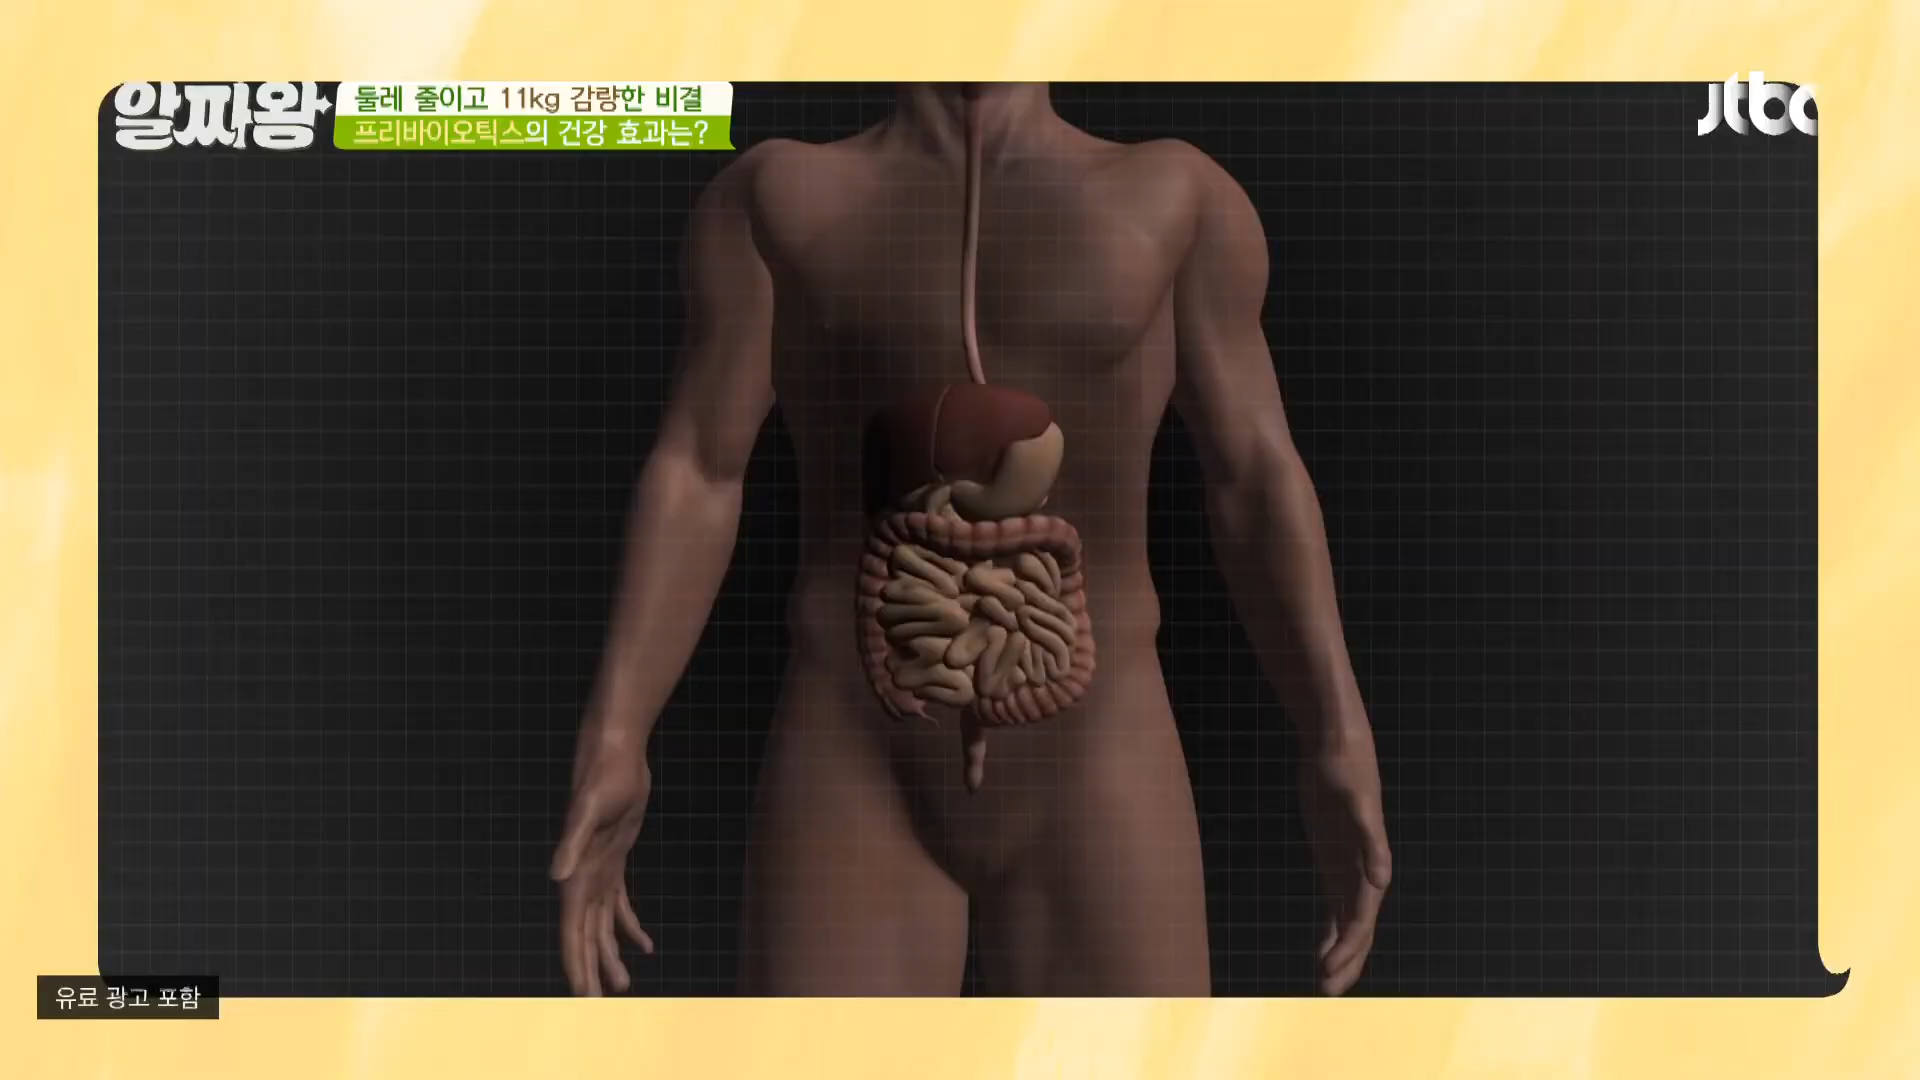 알짜왕
둘레 줄이고 11kg 감량한 비결
프리바이오틱스의 건강 효과는?
jtbc
유료 광고 포함